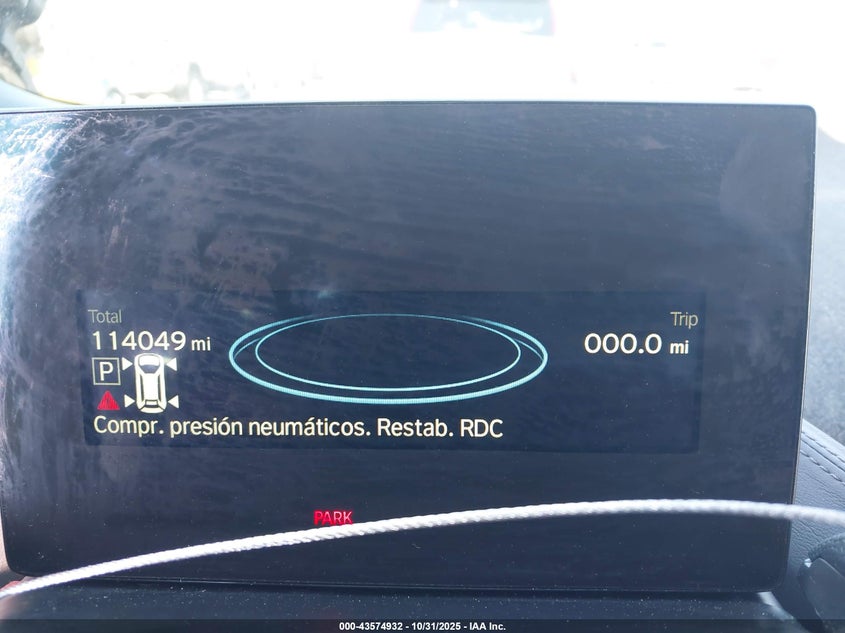 Total
114049 mi
Trip
000.0 mi
P
Compr. presión neumáticos. Restab. RDC
PARK
000-43574932 - 10/31/2025 - IAA Inc.